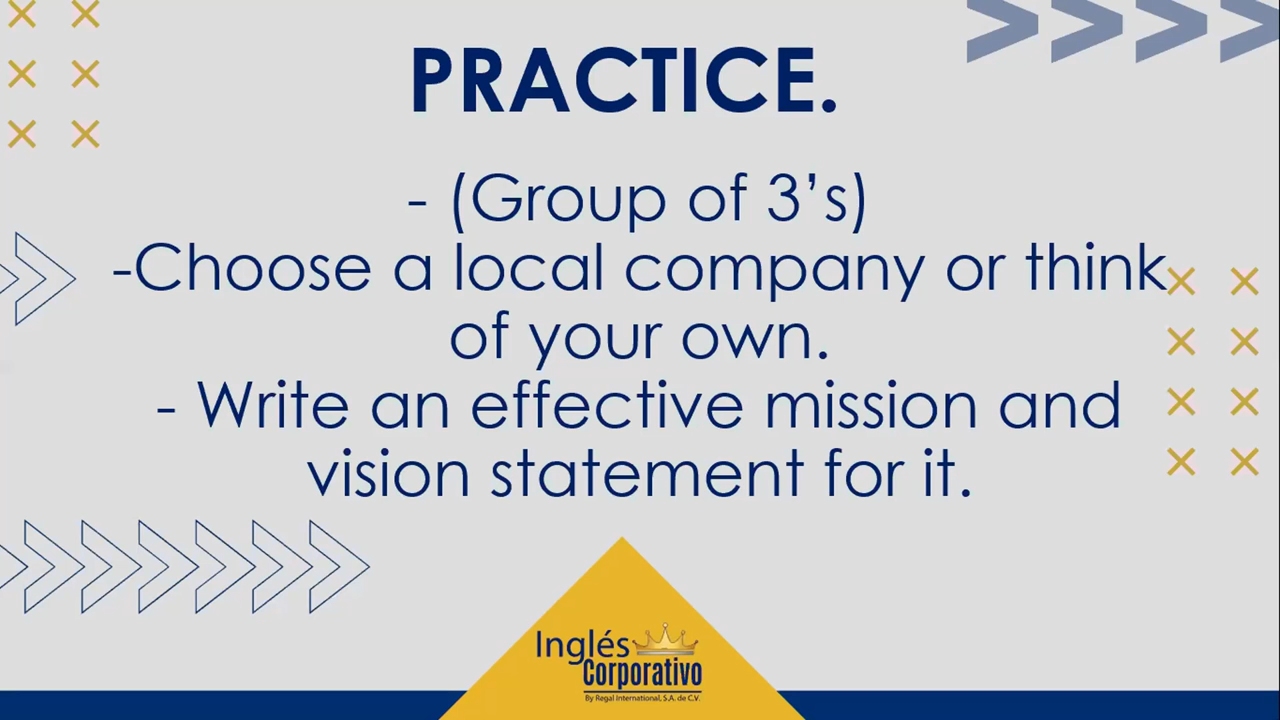 PRACTICE.
- (Group of 3’s)
-Choose a local company or think
of your own.
- Write an effective mission and
vision statement for it.
Inglés
Corporativo
By Regal International, S.A. de C.V.